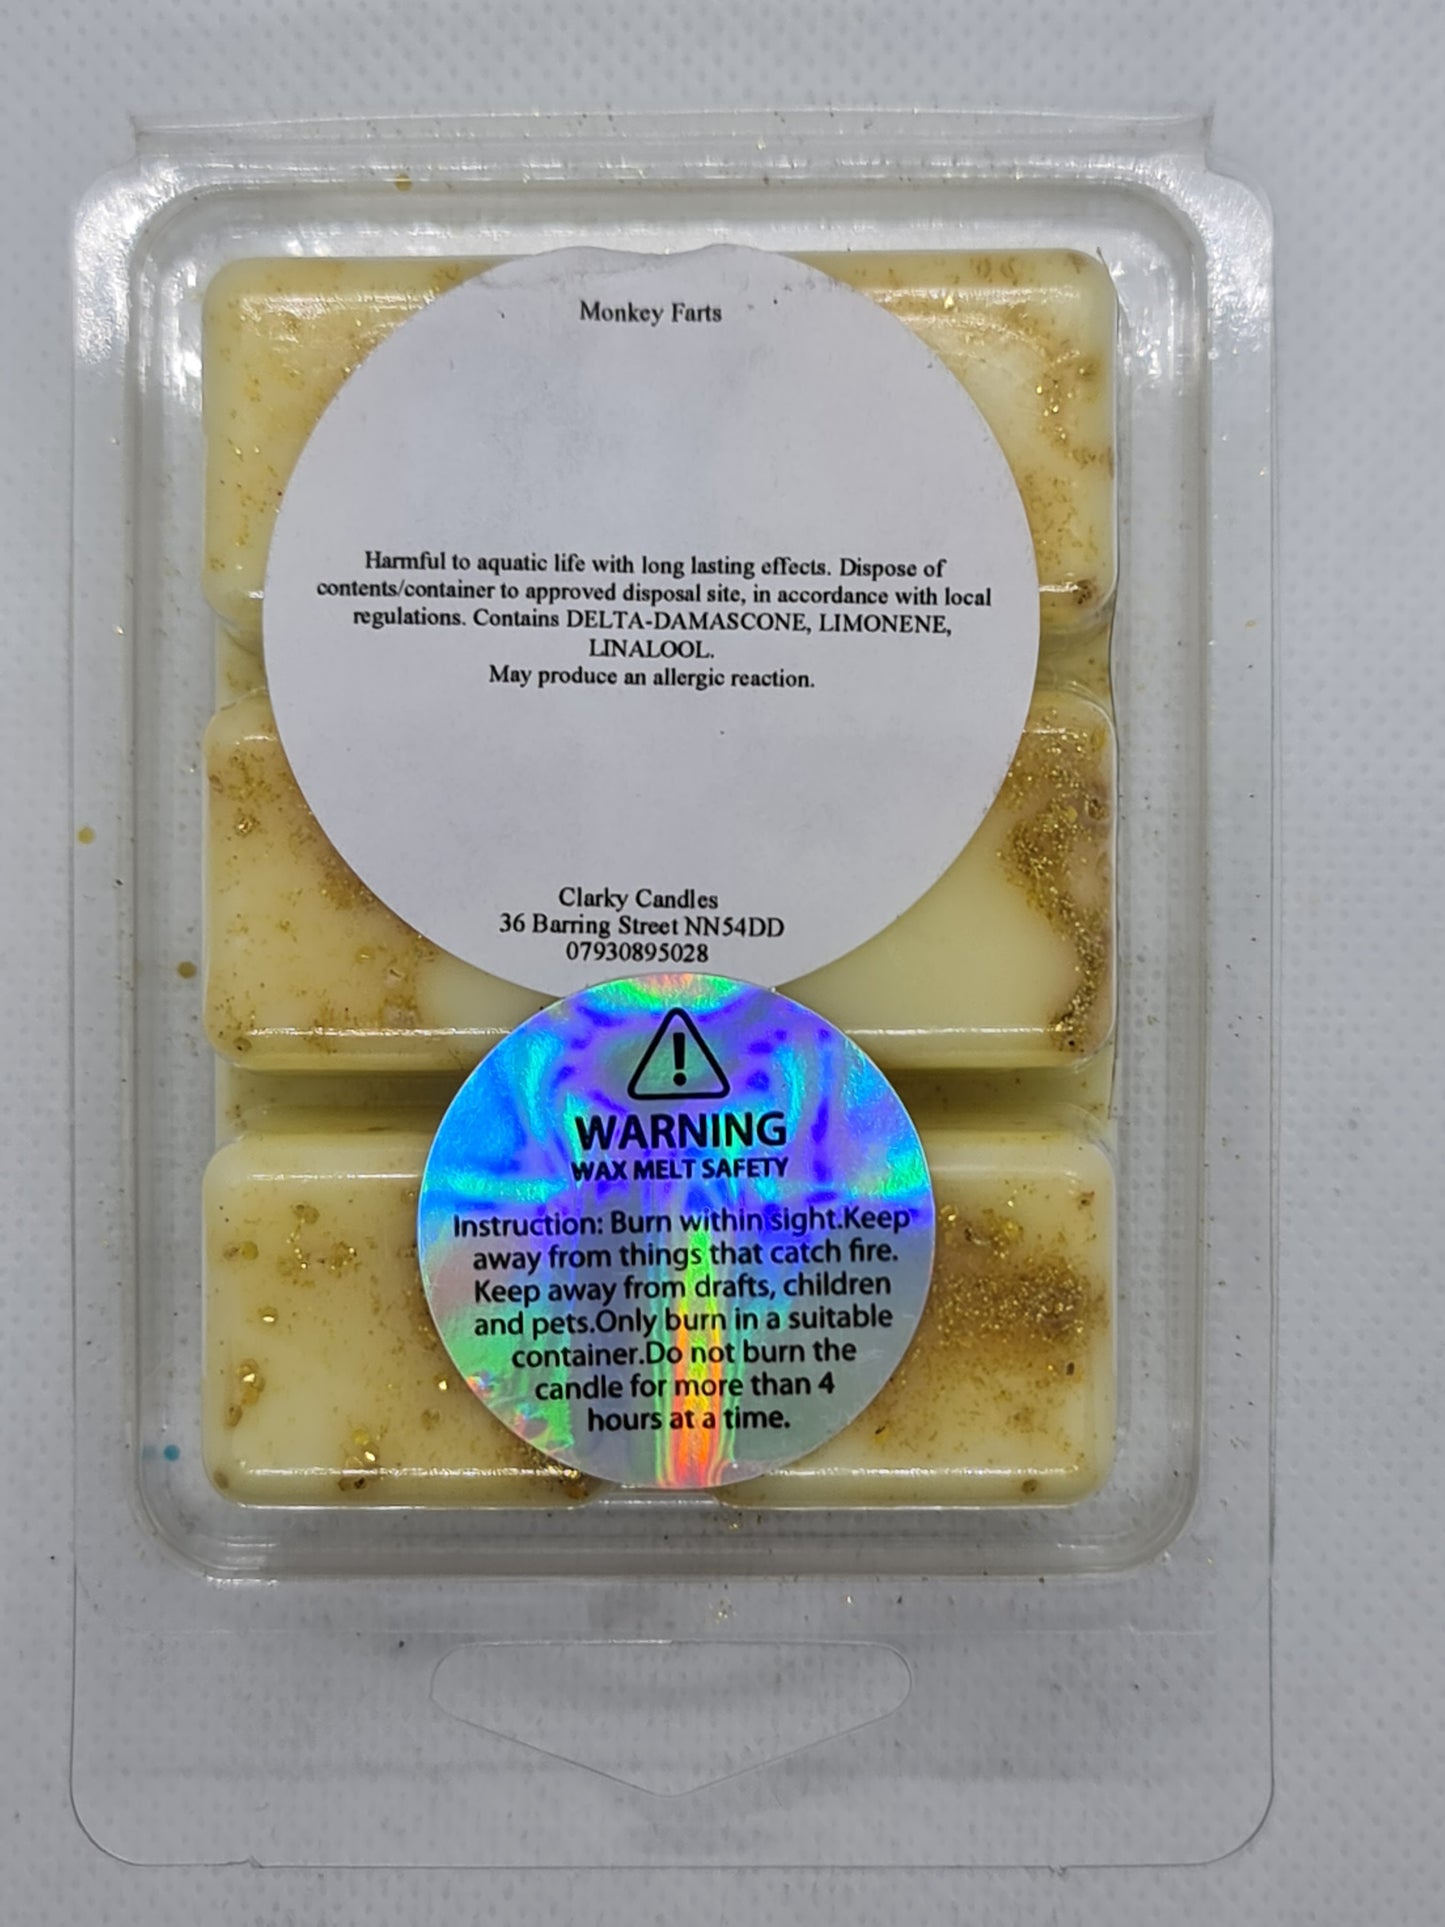 Monkey Farts
Harmful to aquatic life with long lasting effects. Dispose of
contents/container to approved disposal site, in accordance with local
regulations. Contains DELTA-DAMASCONE, LIMONENE,
LINALOOL.
May produce an allergic reaction.
Clarky Candles
36 Barring Street NN54DD
07930895028
!
WARNING
WAX MELT SAFETY
Instruction: Burn within sight.Keep
away from things that catch fire.
Keep away from drafts, children
and pets.Only burn in a suitable
container.Do not burn the
candle for more than 4
hours at a time.